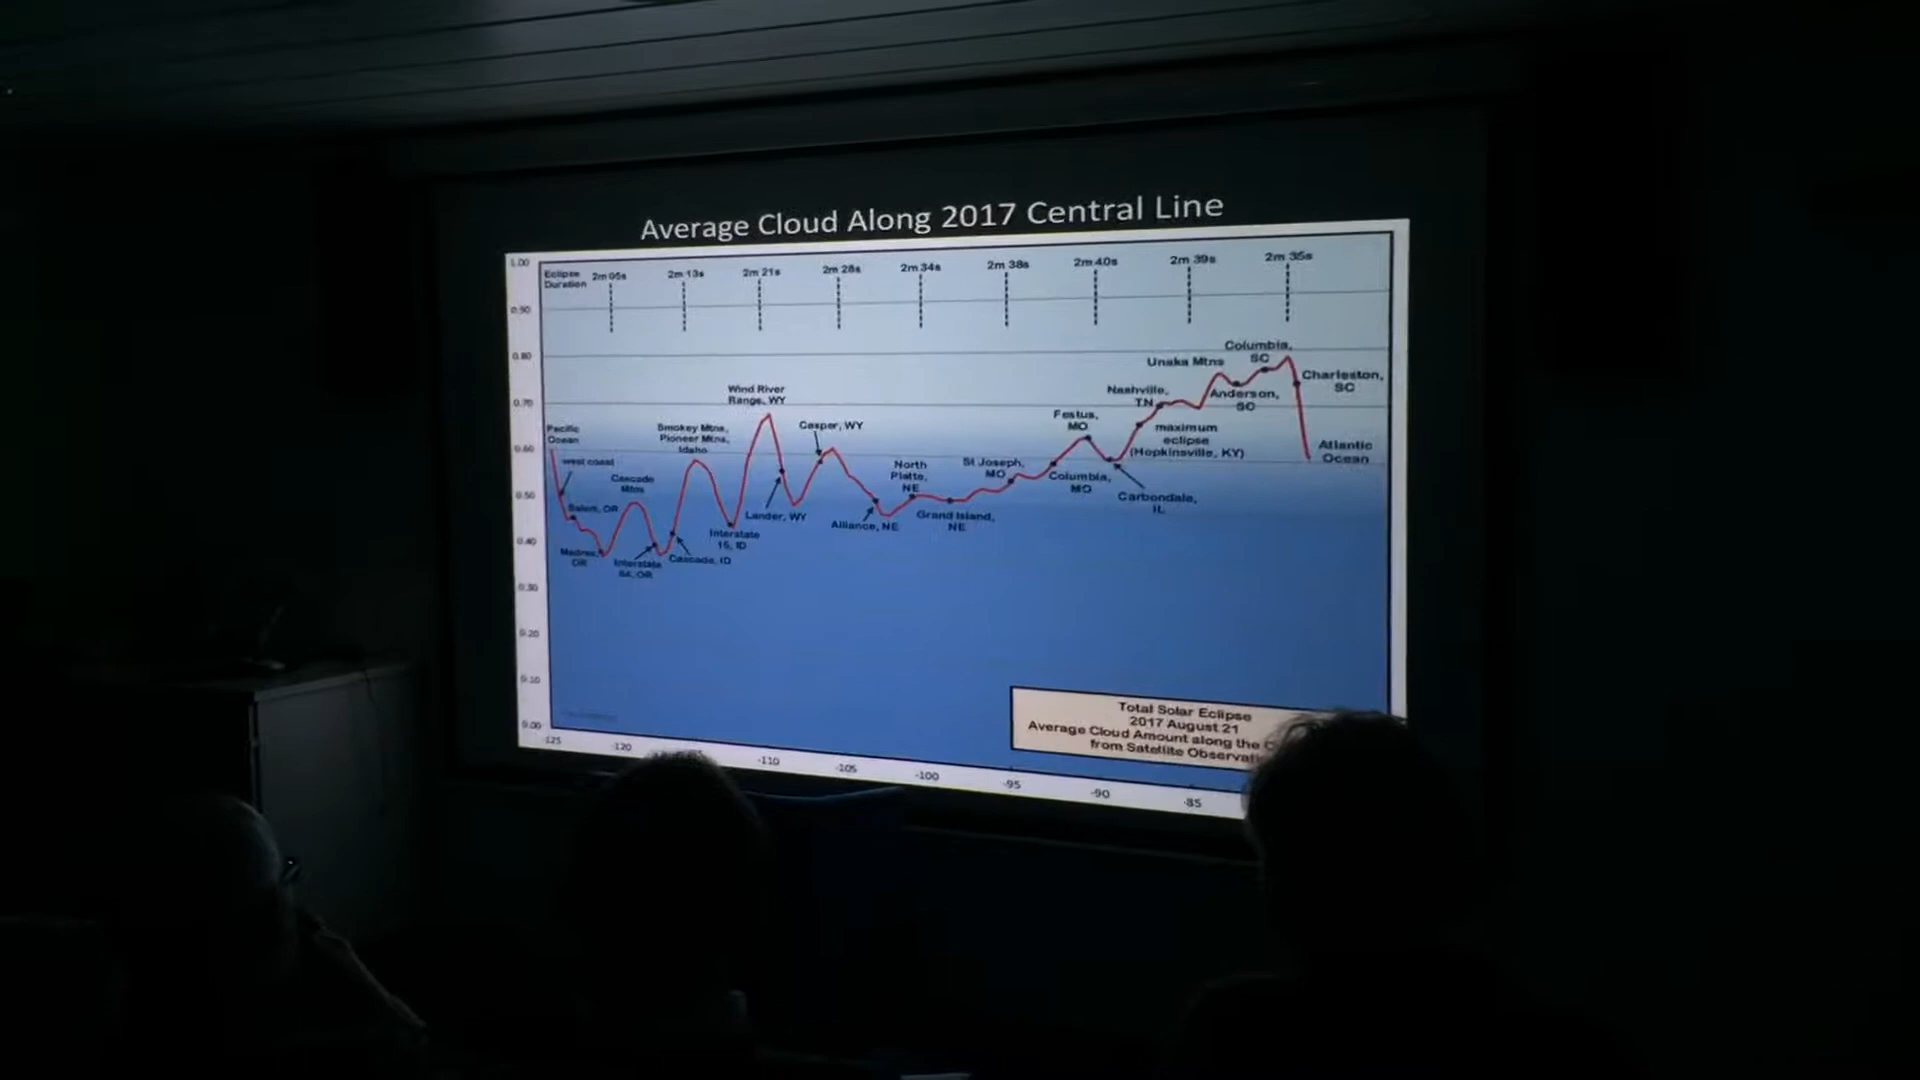 Average Cloud Along 2017 Central Line
1.00
0.90
0.80
0.70
0.60
0.50
0.40
0.30
0.20
0.10
0.00
Eclipse
Duration
2m 05s
2m 13s
2m 21s
2m 28s
2m 34s
2m 38s
2m 40s
2m 39s
2m 35s
Pacific
Ocean
west coast
Salem, OR
Madras,
OR
Cascade
Mtns
Interstate
84, OR
Cascade, ID
Smokey Mtns,
Pioneer Mtns,
Idaho
Interstate
15, ID
Wind River
Range, WY
Lander, WY
Casper, WY
Alliance, NE
North
Platte,
NE
Grand Island,
NE
St Joseph,
MO
Columbia,
MO
Festus,
MO
Carbondale,
IL
maximum
eclipse
(Hopkinsville, KY)
Nashville,
TN
Unaka Mtns
Anderson,
SC
Columbia,
SC
Charleston,
SC
Atlantic
Ocean
Total Solar Eclipse
2017 August 21
Average Cloud Amount along the C
from Satellite Observati
-125
-120
-110
-105
-100
-95
-90
-85